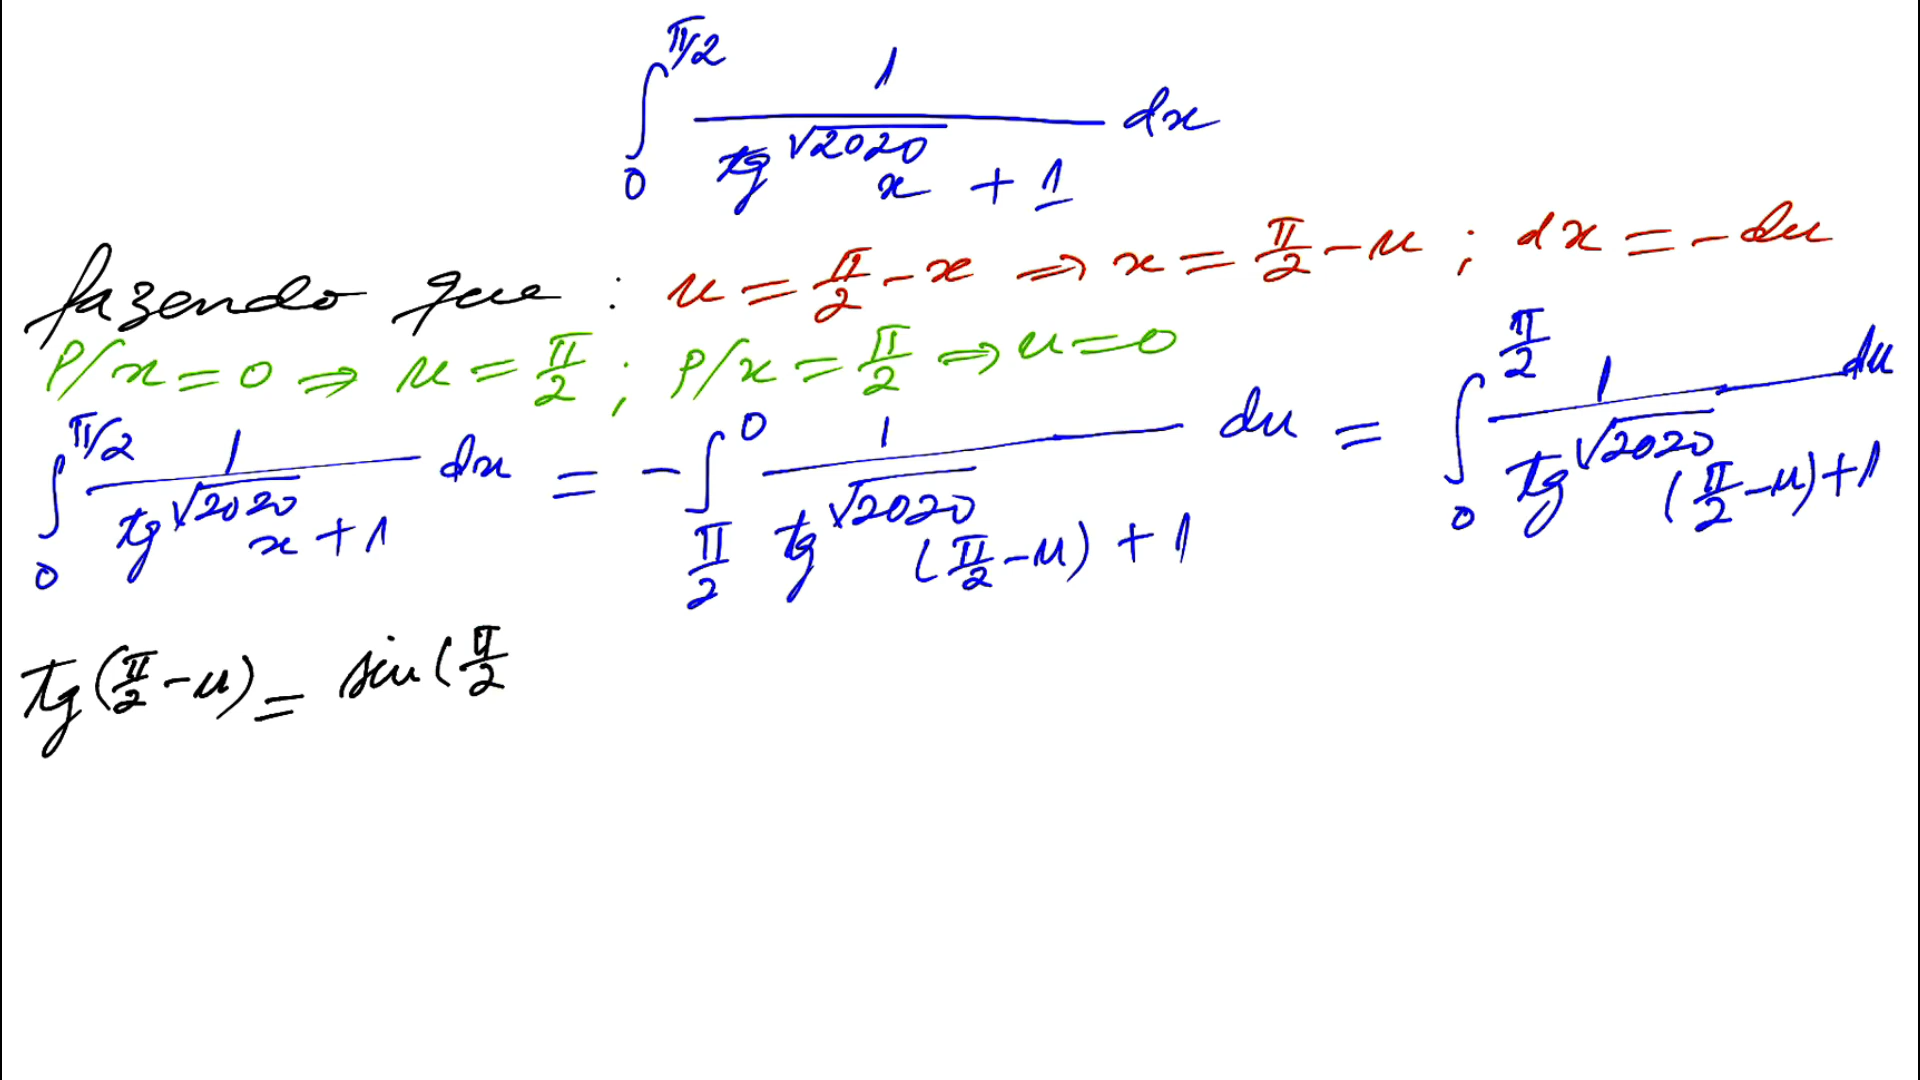 ∫₀^{π/2} 1/(tg^{√2020} x + 1) dx
fazendo que : u = π/2 - x ⇒ x = π/2 - u ; dx = - du
P/x = 0 ⇒ u = π/2 ; P/x = π/2 ⇒ u = 0
∫₀^{π/2} 1/(tg^{√2020} x + 1) dx = -∫_{π/2}^{0} 1/(tg^{√2020} (π/2 - u) + 1) du = ∫₀^{π/2} 1/(tg^{√2020} (π/2 - u) + 1) du
tg(π/2 - u) = sin(π/2